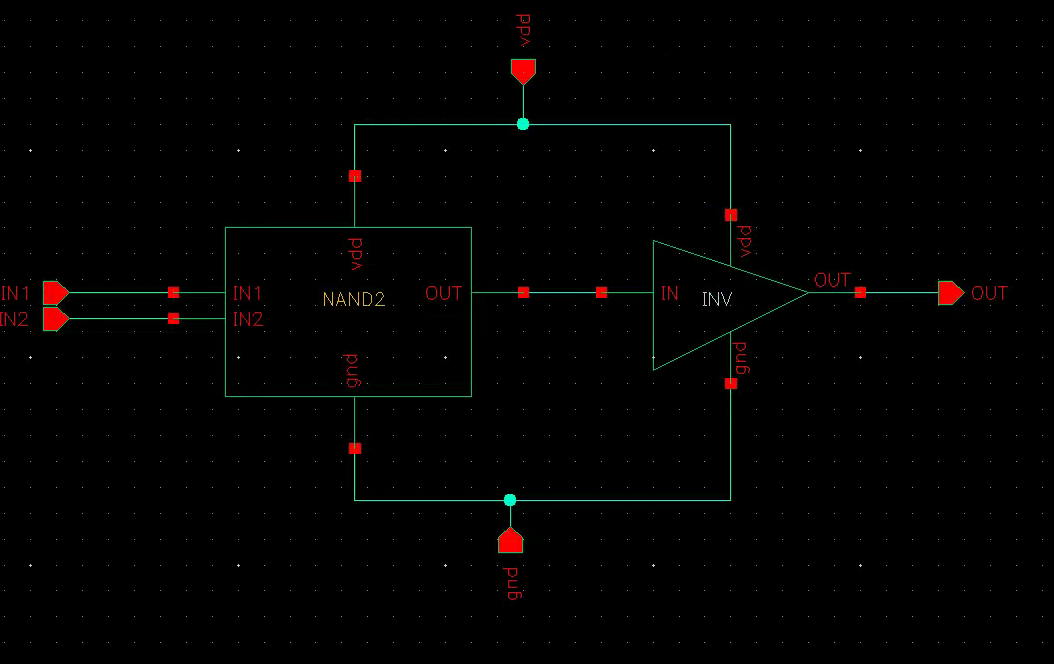 vdd
vdd
vdd
OUT
IN1
IN1
NAND2
OUT
IN
INV
OUT
IN2
IN2
gnd
gnd
gnd